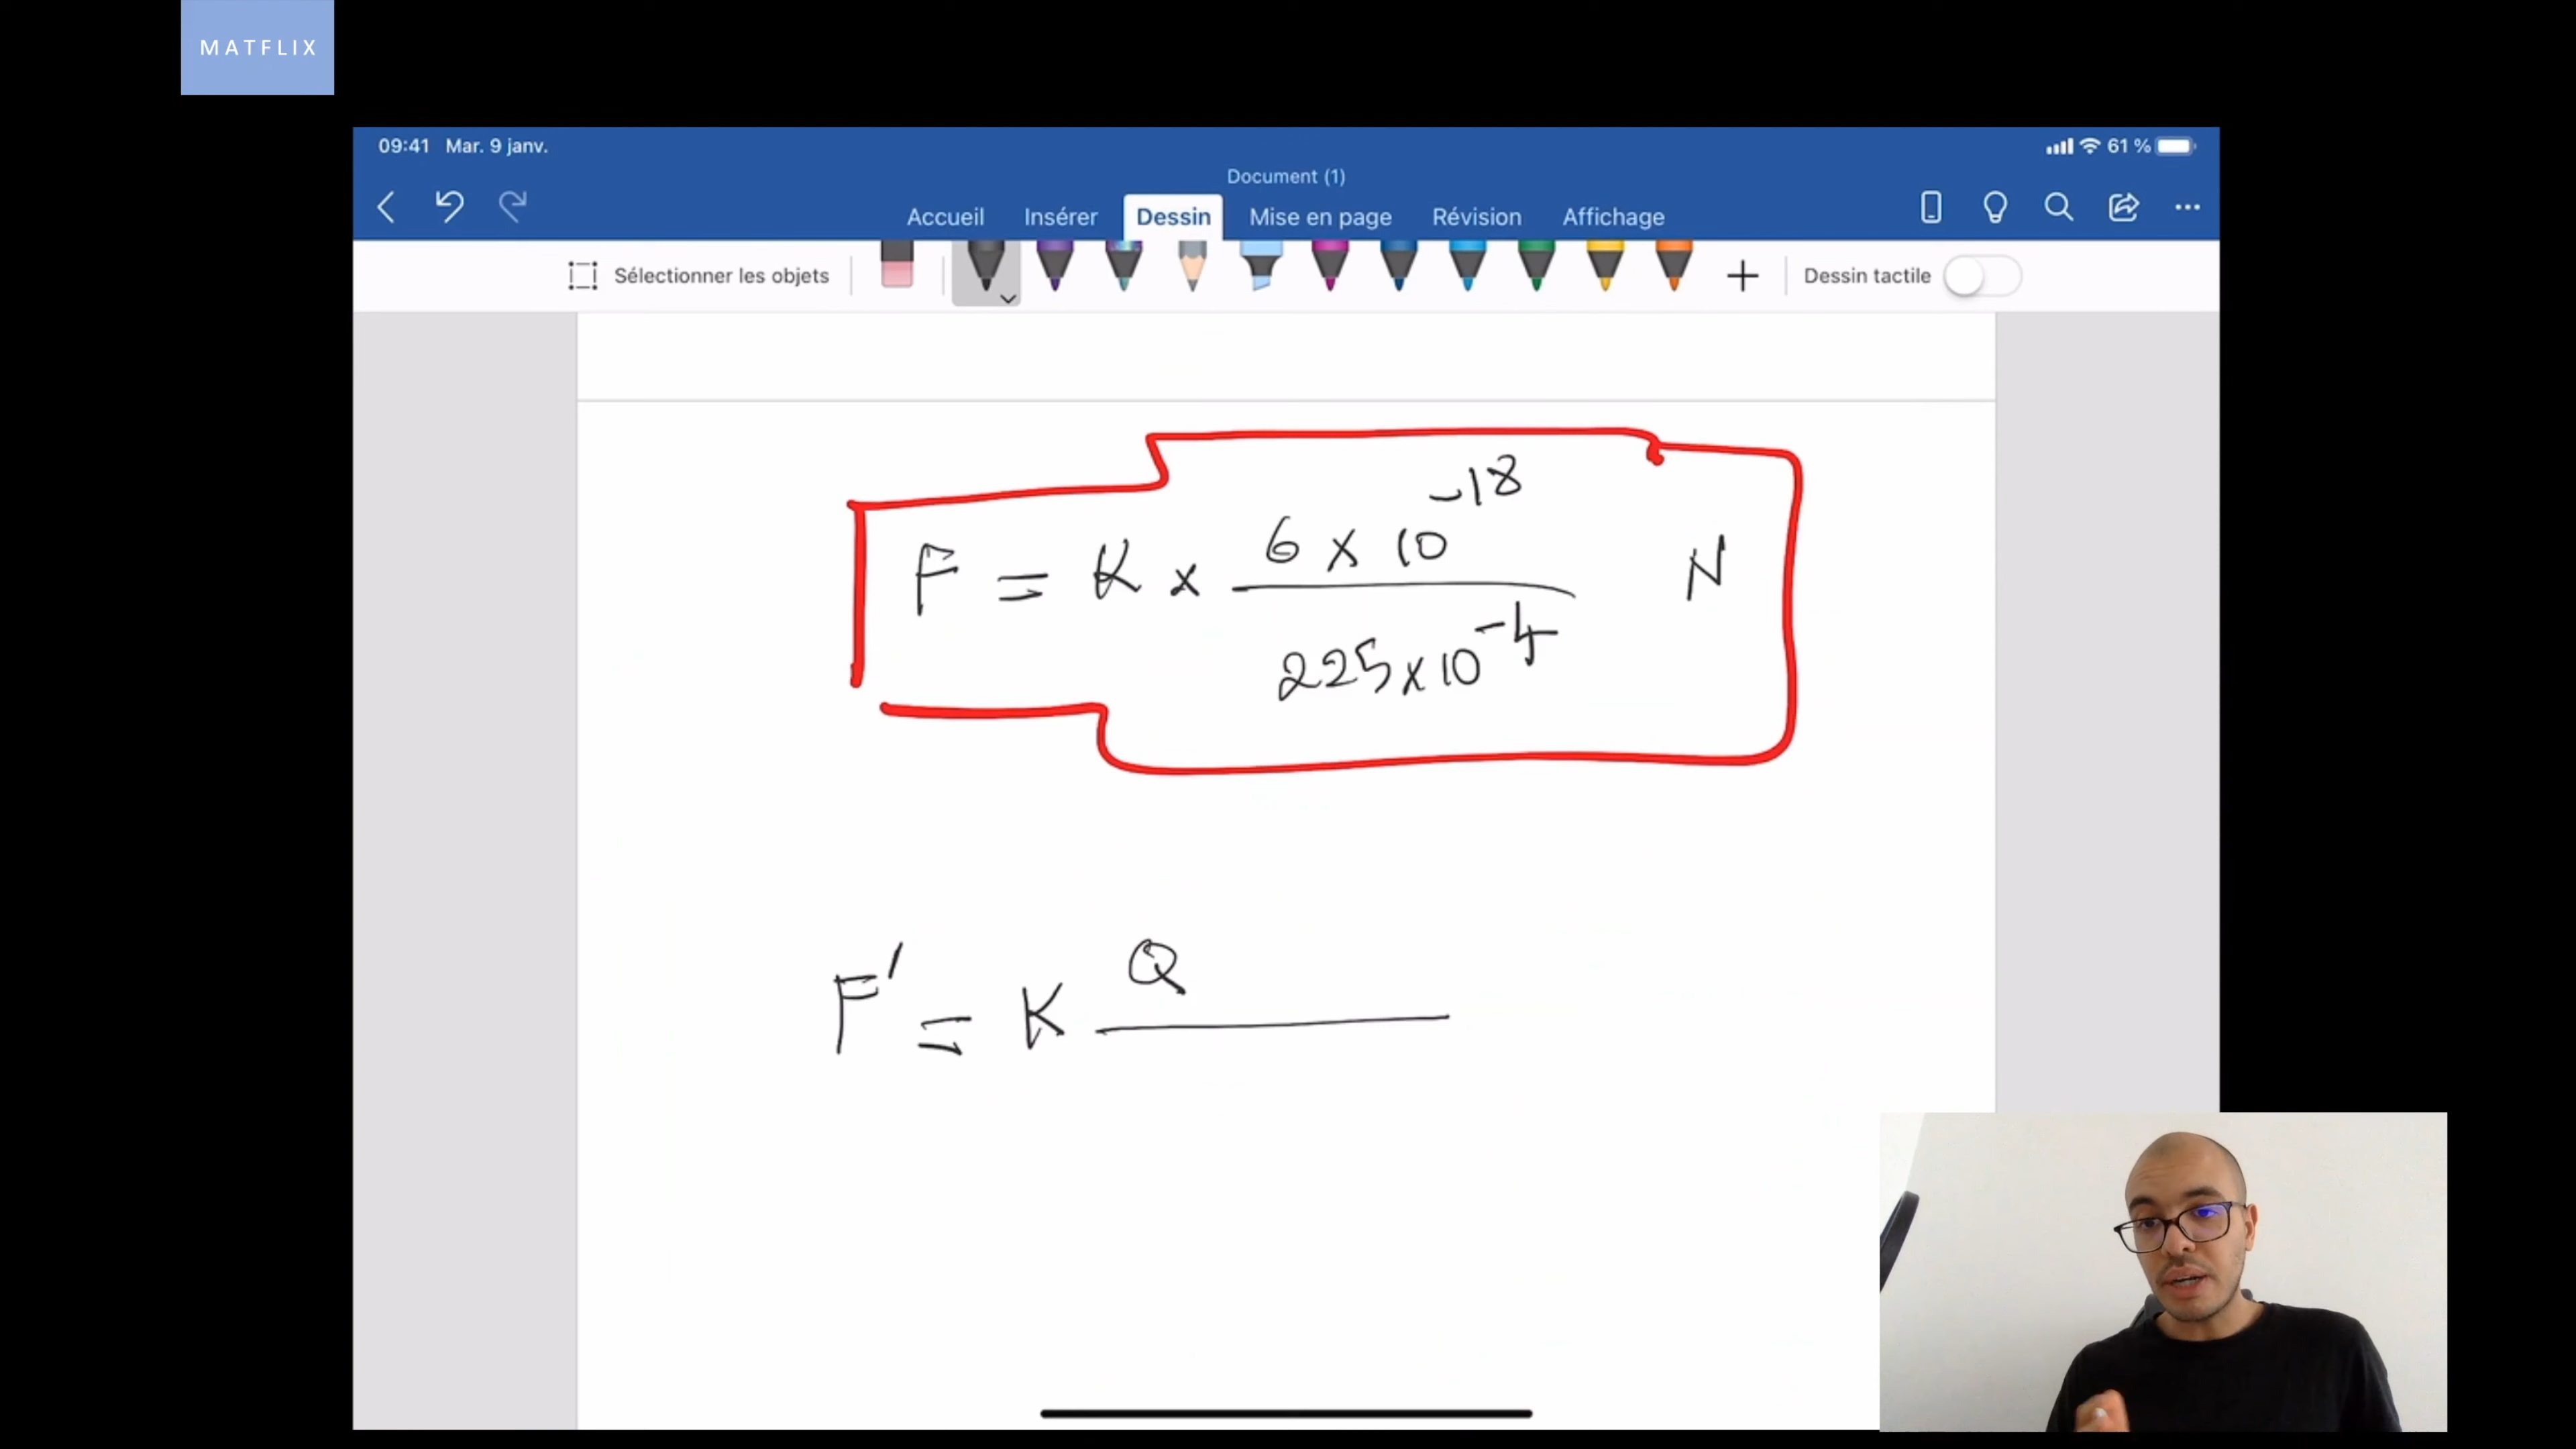 MATFLIX
09:41 Mar. 9 janv.
61 %
Document (1)
Accueil Insérer Dessin Mise en page Révision Affichage
Sélectionner les objets
Dessin tactile
F = K × 6 × 10^-18 / 225 × 10^-4 N
F' = K Q